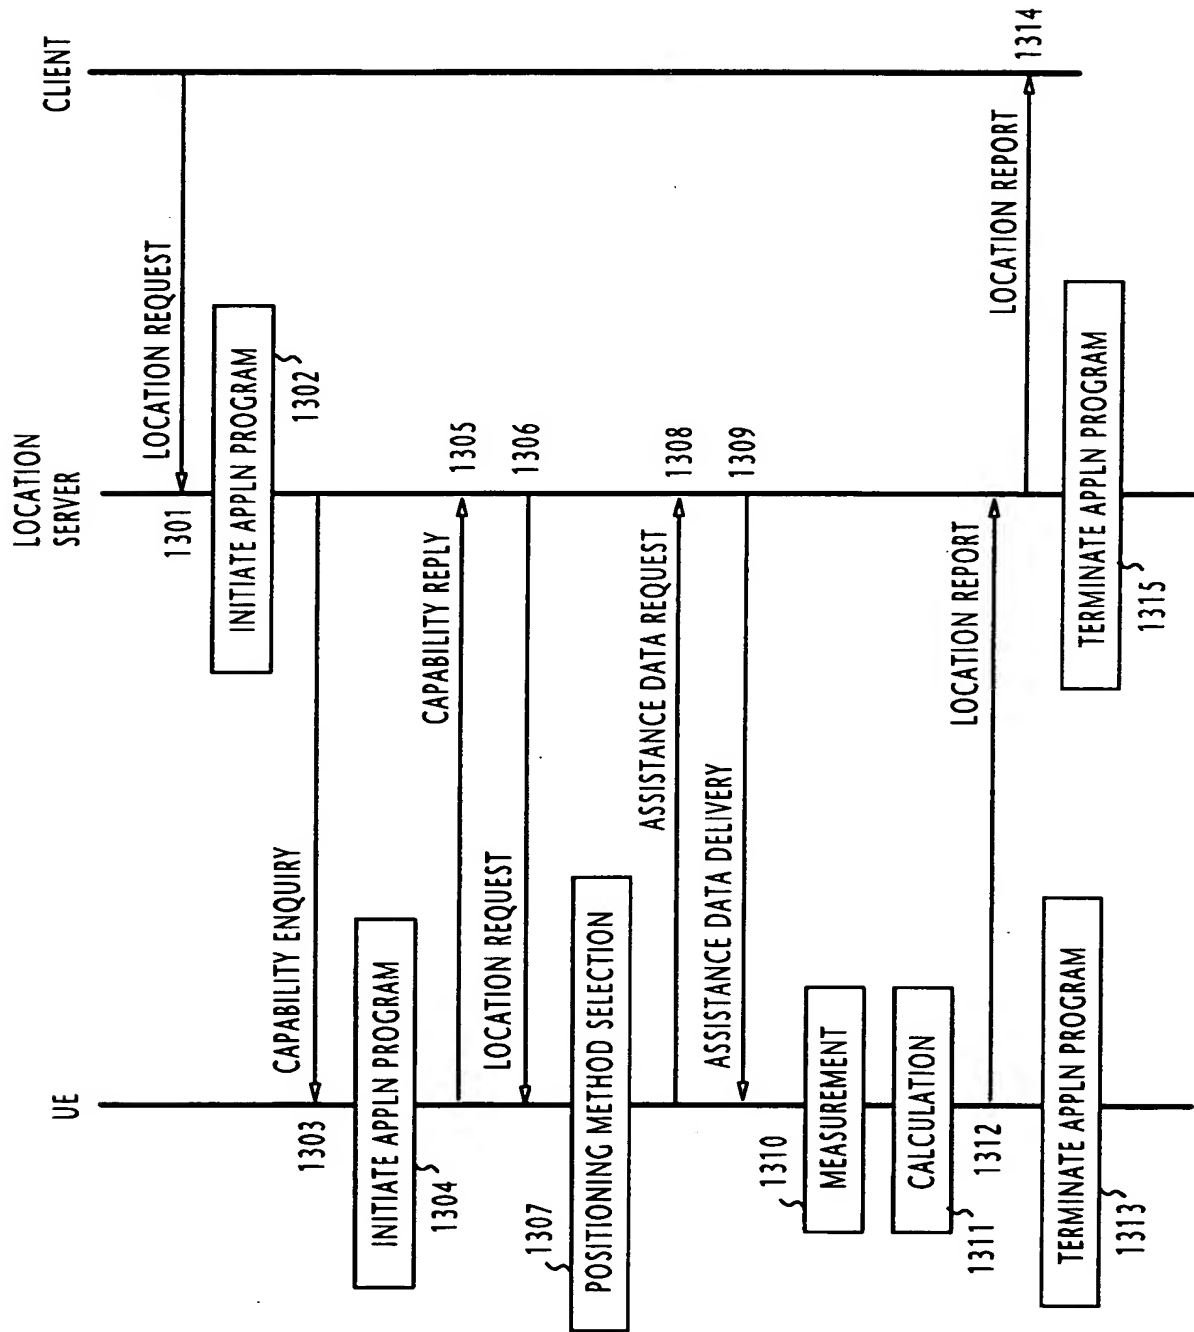 UE
LOCATION
SERVER
CLIENT
LOCATION REQUEST
1301
INITIATE APPLN PROGRAM
1302
CAPABILITY ENQUIRY
1303
INITIATE APPLN PROGRAM
1304
CAPABILITY REPLY
1305
LOCATION REQUEST
1306
POSITIONING METHOD SELECTION
1307
ASSISTANCE DATA REQUEST
1308
ASSISTANCE DATA DELIVERY
1309
MEASUREMENT
1310
CALCULATION
1311
LOCATION REPORT
1312
TERMINATE APPLN PROGRAM
1313
LOCATION REPORT
1314
TERMINATE APPLN PROGRAM
1315